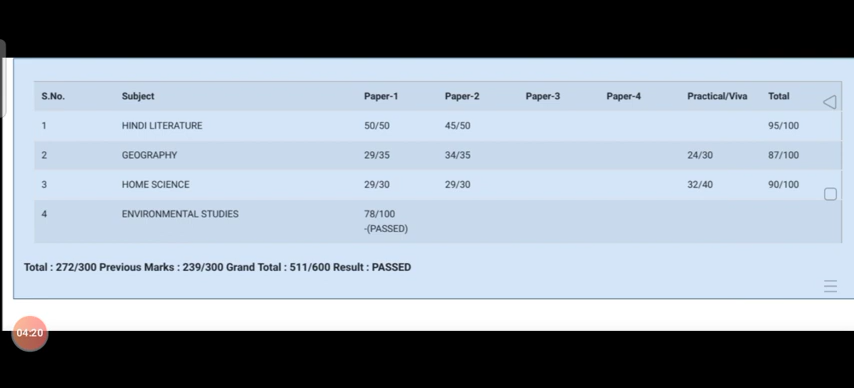 S.No. Subject Paper-1 Paper-2 Paper-3 Paper-4 Practical/Viva Total
1 HINDI LITERATURE 50/50 45/50 95/100
2 GEOGRAPHY 29/35 34/35 24/30 87/100
3 HOME SCIENCE 29/30 29/30 32/40 90/100
4 ENVIRONMENTAL STUDIES 78/100
-(PASSED)
Total : 272/300 Previous Marks : 239/300 Grand Total : 511/600 Result : PASSED
04:20